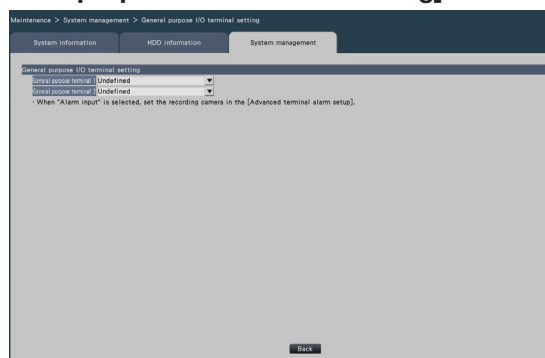 Maintenance > System management > General purpose I/O terminal setting
System information HDD information System management
General purpose I/O terminal setting
General purpose terminal 1 Undefined
General purpose terminal 2 Undefined
• When "Alarm input" is selected, set the recording camera in the [Advanced terminal alarm setup].
Back